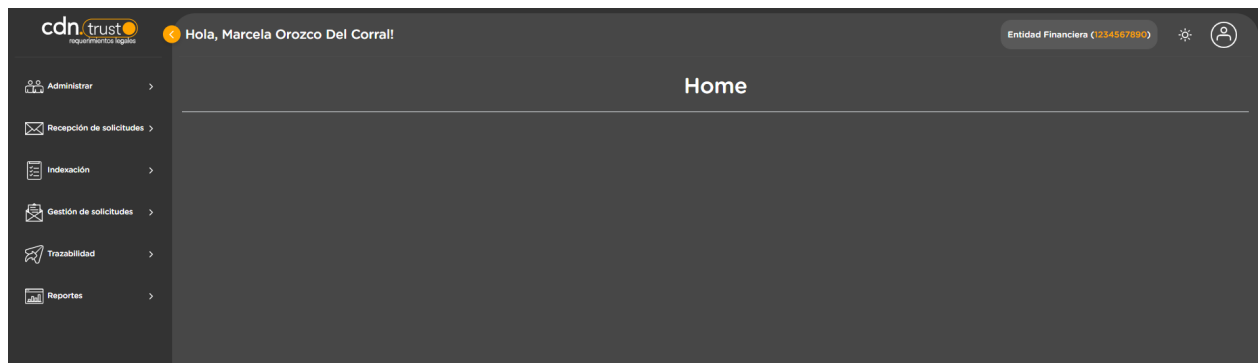 cdn.trust
requerimientos legales
Hola, Marcela Orozco Del Corral!
Entidad Financiera (1234567890)
Home
Administrar
Recepción de solicitudes
Indexación
Gestión de solicitudes
Trazabilidad
Reportes